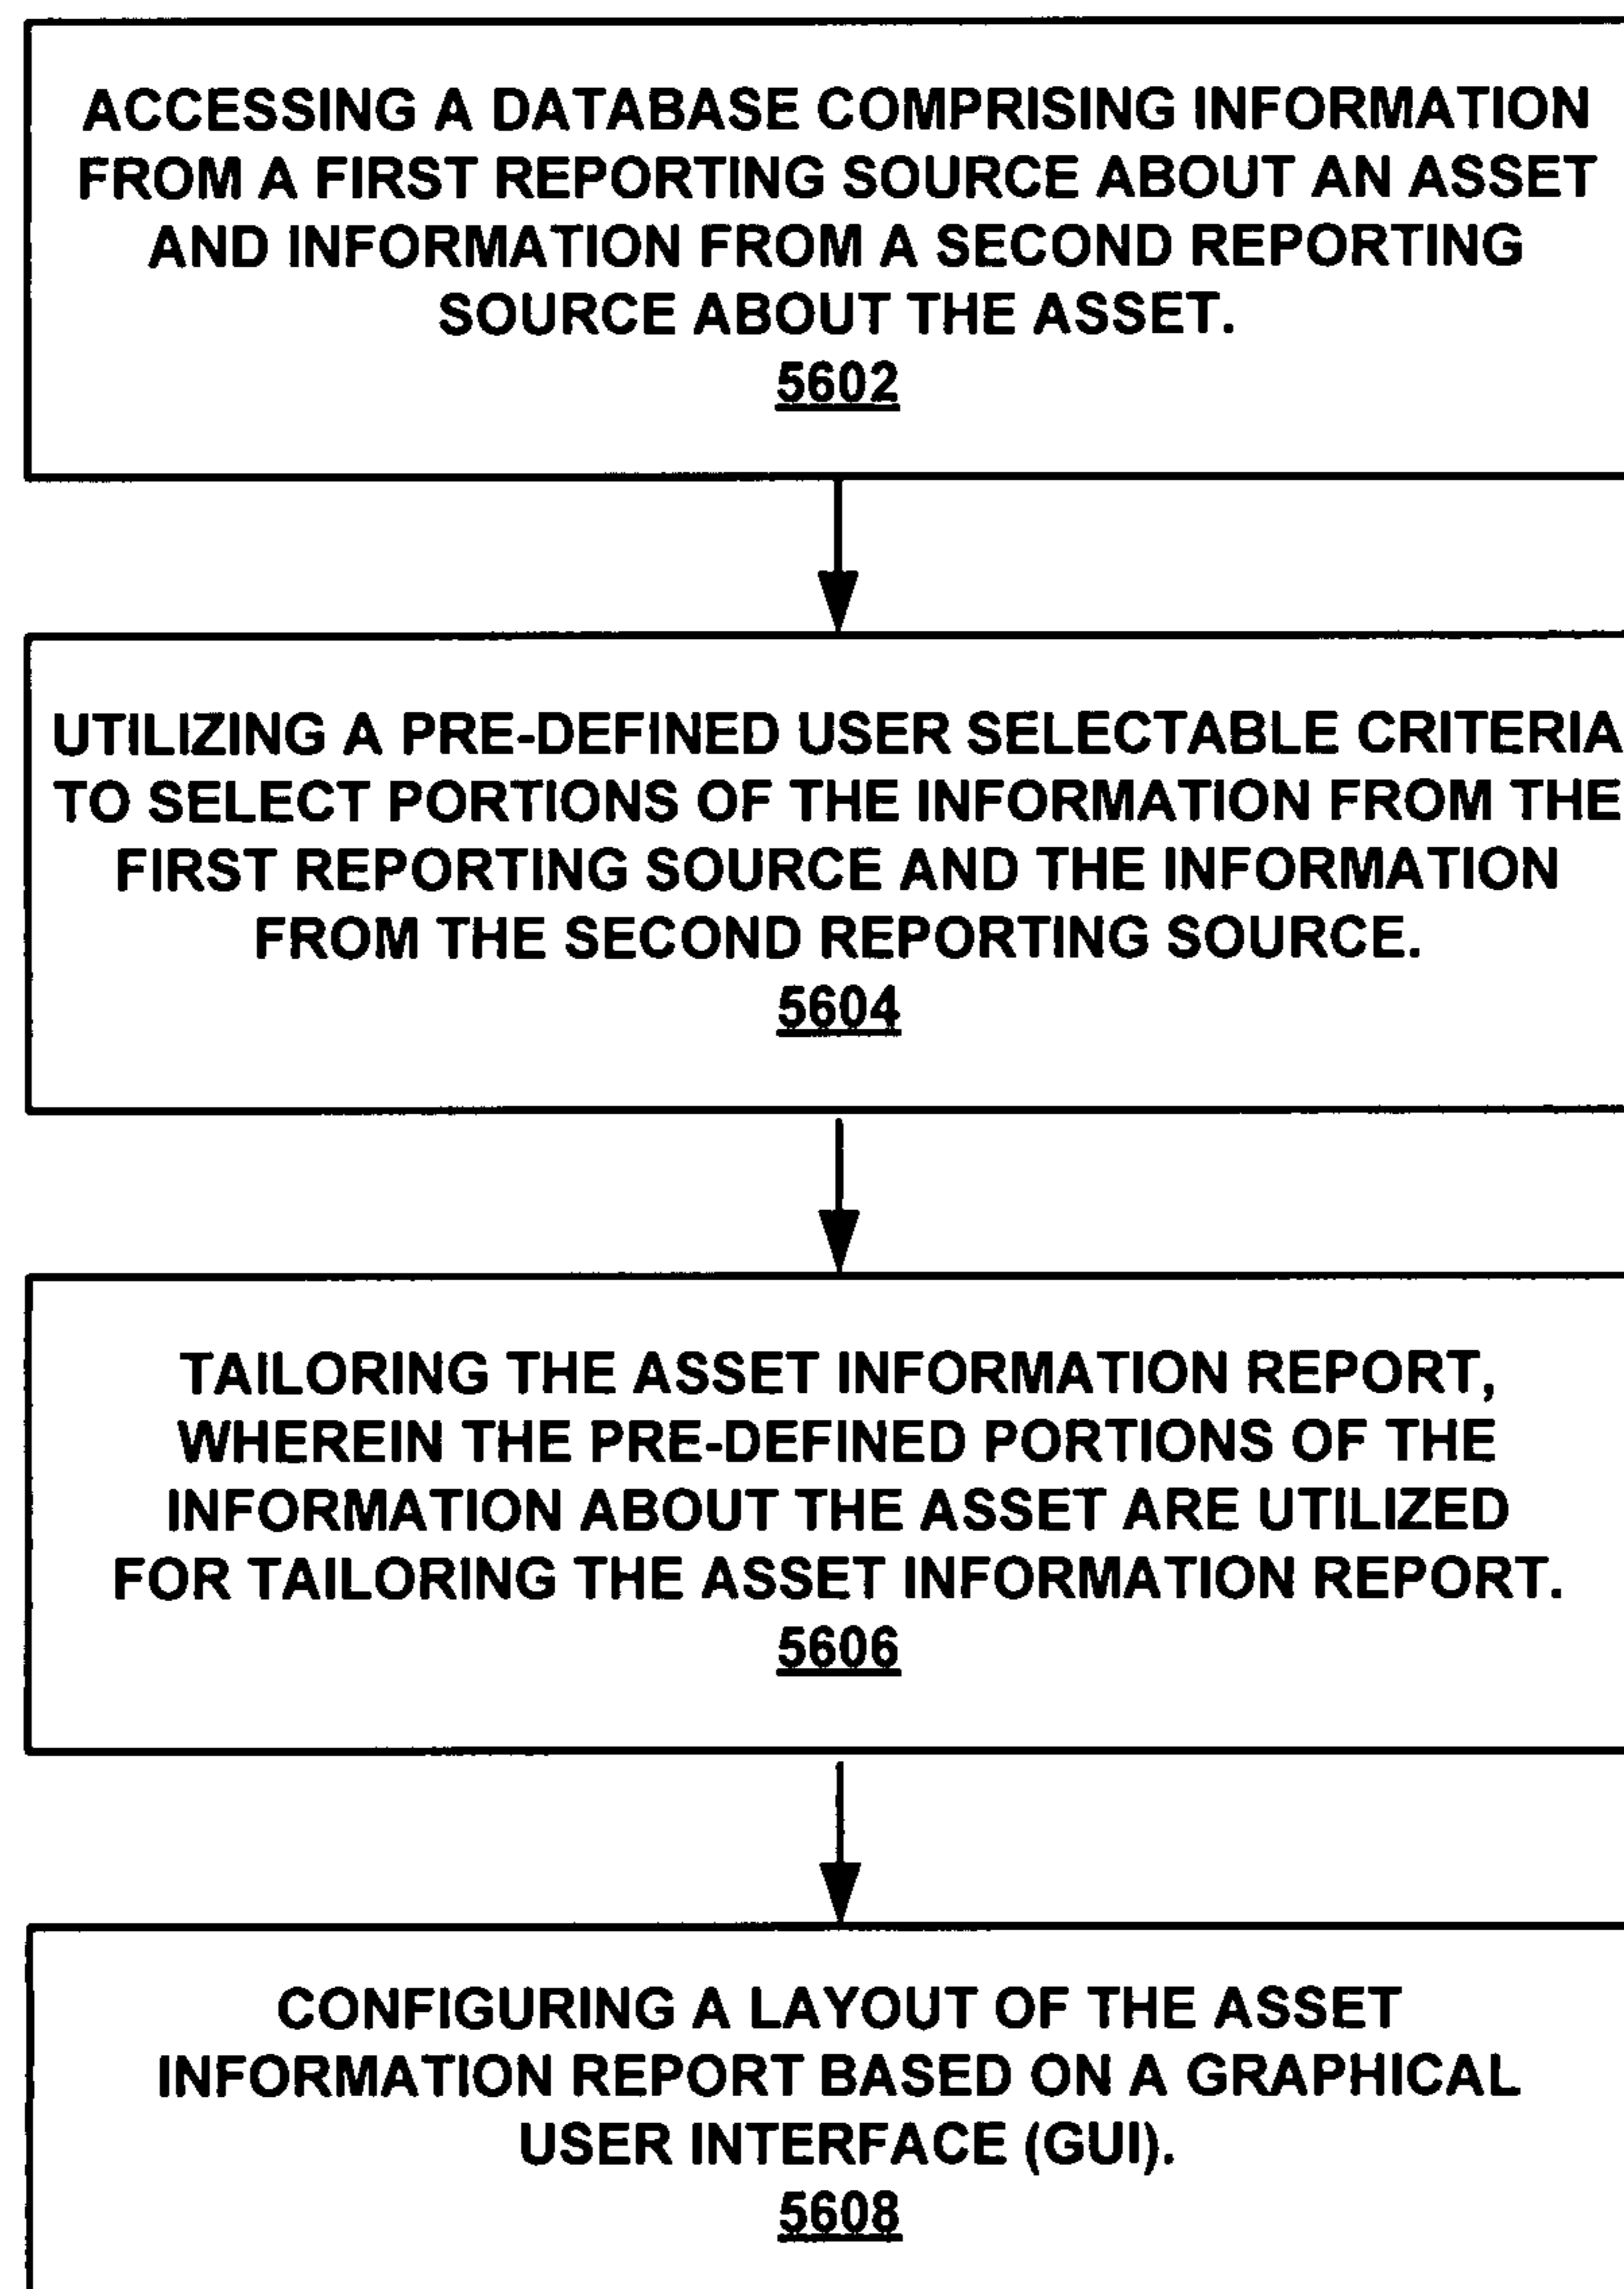 ACCESSING A DATABASE COMPRISING INFORMATION
FROM A FIRST REPORTING SOURCE ABOUT AN ASSET
AND INFORMATION FROM A SECOND REPORTING
SOURCE ABOUT THE ASSET.
5602
UTILIZING A PRE-DEFINED USER SELECTABLE CRITERIA
TO SELECT PORTIONS OF THE INFORMATION FROM THE
FIRST REPORTING SOURCE AND THE INFORMATION
FROM THE SECOND REPORTING SOURCE.
5604
TAILORING THE ASSET INFORMATION REPORT,
WHEREIN THE PRE-DEFINED PORTIONS OF THE
INFORMATION ABOUT THE ASSET ARE UTILIZED
FOR TAILORING THE ASSET INFORMATION REPORT.
5606
CONFIGURING A LAYOUT OF THE ASSET
INFORMATION REPORT BASED ON A GRAPHICAL
USER INTERFACE (GUI).
5608